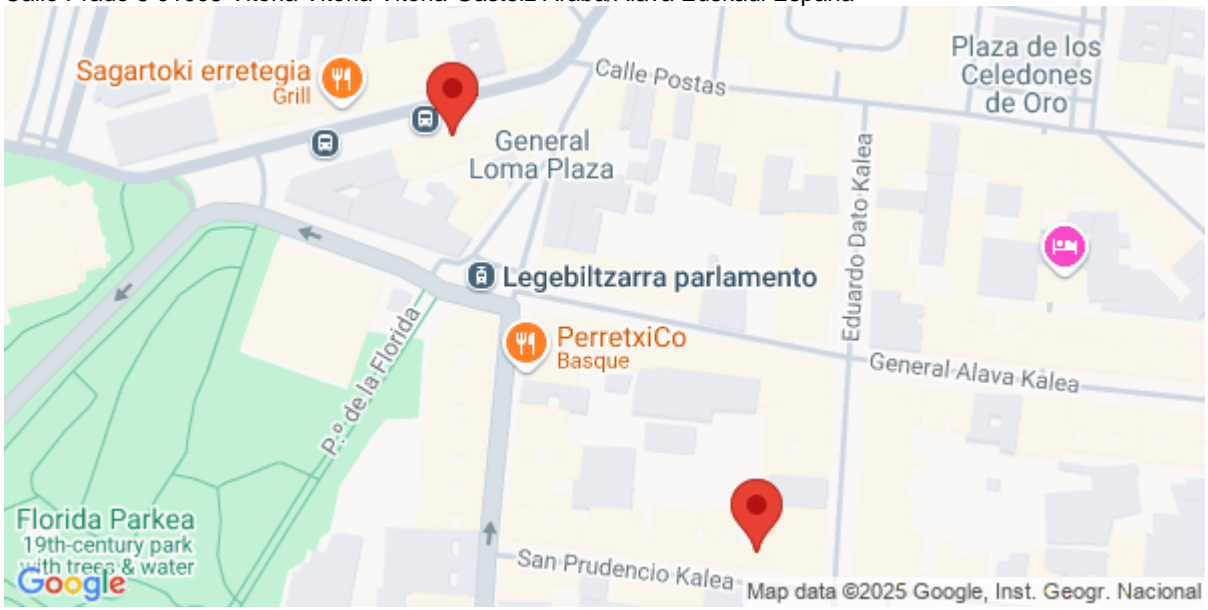 Sagartoki erretegia
Grill
Calle Postas
Plaza de los
Celedones
de Oro
General
Loma Plaza
Eduardo Dato Kalea
Legebiltzarra parlamento
PerretxiCo
Basque
General Alava Kalea
P.º de la Florida
Florida Parkea
19th-century park
with trees & water
San Prudencio Kalea
Google
Map data ©2025 Google, Inst. Geogr. Nacional